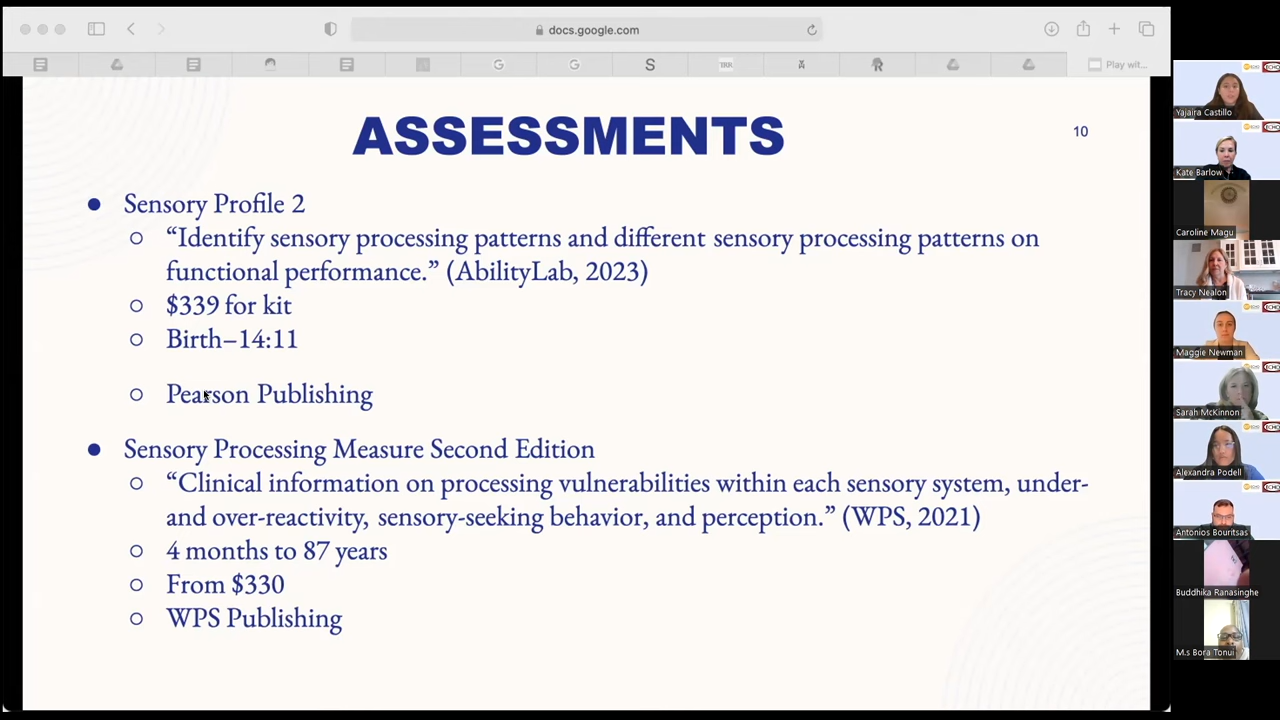 docs.google.com
Play wit...
ASSESSMENTS
10
● Sensory Profile 2
○ “Identify sensory processing patterns and different sensory processing patterns on
functional performance.” (AbilityLab, 2023)
○ $339 for kit
○ Birth–14:11
○ Pearson Publishing
● Sensory Processing Measure Second Edition
○ “Clinical information on processing vulnerabilities within each sensory system, under-
and over-reactivity, sensory-seeking behavior, and perception.” (WPS, 2021)
○ 4 months to 87 years
○ From $330
○ WPS Publishing
Yajaira Castillo
Kate Barlow
Caroline Magu
Tracy Nealon
Maggie Newman
Sarah McKinnon
Alexandra Podell
Antonios Bouritsas
Buddhika Ranasinghe
M.s Bora Tonui